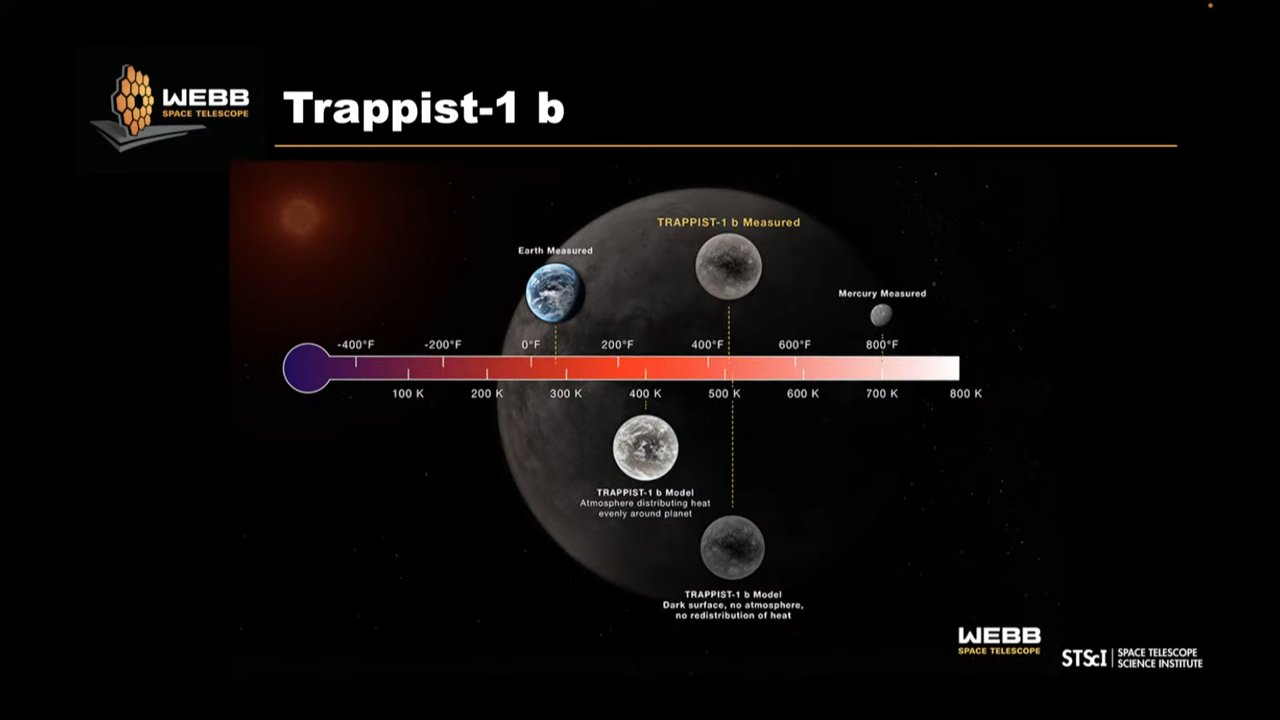 WEBB
SPACE TELESCOPE
Trappist-1 b
TRAPPIST-1 b Measured
Earth Measured
Mercury Measured
-400°F -200°F 0°F 200°F 400°F 600°F 800°F
100 K 200 K 300 K 400 K 500 K 600 K 700 K 800 K
TRAPPIST-1 b Model
Atmosphere distributing heat
evenly around planet
TRAPPIST-1 b Model
Dark surface, no atmosphere,
no redistribution of heat
WEBB
SPACE TELESCOPE
STScI | SPACE TELESCOPE
SCIENCE INSTITUTE